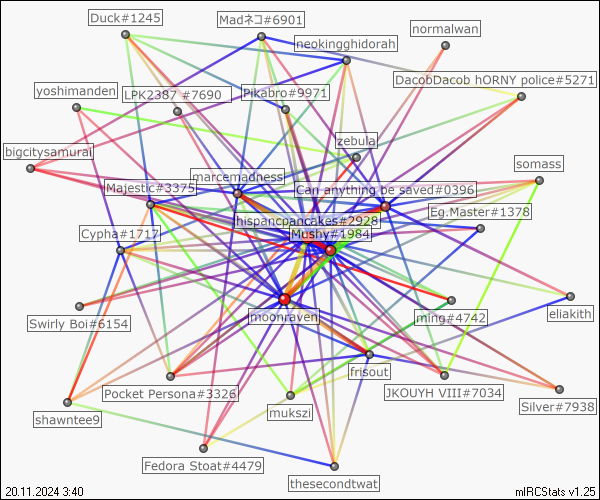 Duck#1245
Madネコ#6901
normalwan
neokingghidorah
DacobDacob hORNY police#5271
yoshimanden
LPK2387 #7690
Pikabro#9971
zebula
bigcitysamurai
somass
marcemadness
Majestic#3375
Can anything be saved#0396
Eg.Master#1378
hispancpancakes#2928
Cypha#1717
Mushy#1984
eliakith
Swirly Boi#6154
moonraven
ming#4742
frisout
Pocket Persona#3326
JKOUYH VIII#7034
Silver#7938
mukszi
shawntee9
Fedora Stoat#4479
thesecondtwat
20.11.2024 3:40
mIRCStats v1.25